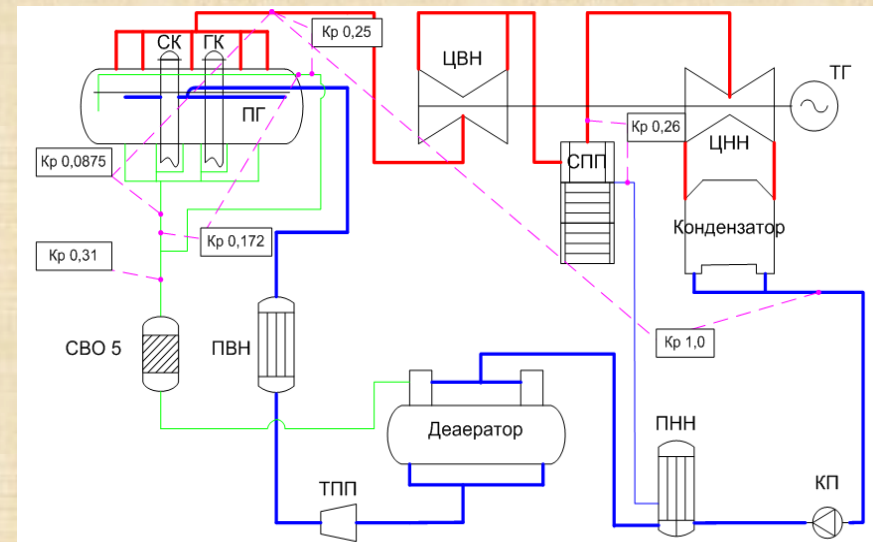 СК ГК
Кр 0,25
ЦВН
ТГ
ПГ
Кр 0,26
ЦНН
СПП
Кр 0,0875
Кондензатор
Кр 0,172
Кр 0,31
Кр 1,0
СВО 5
ПВН
ПНН
Деаератор
ТПП
КП